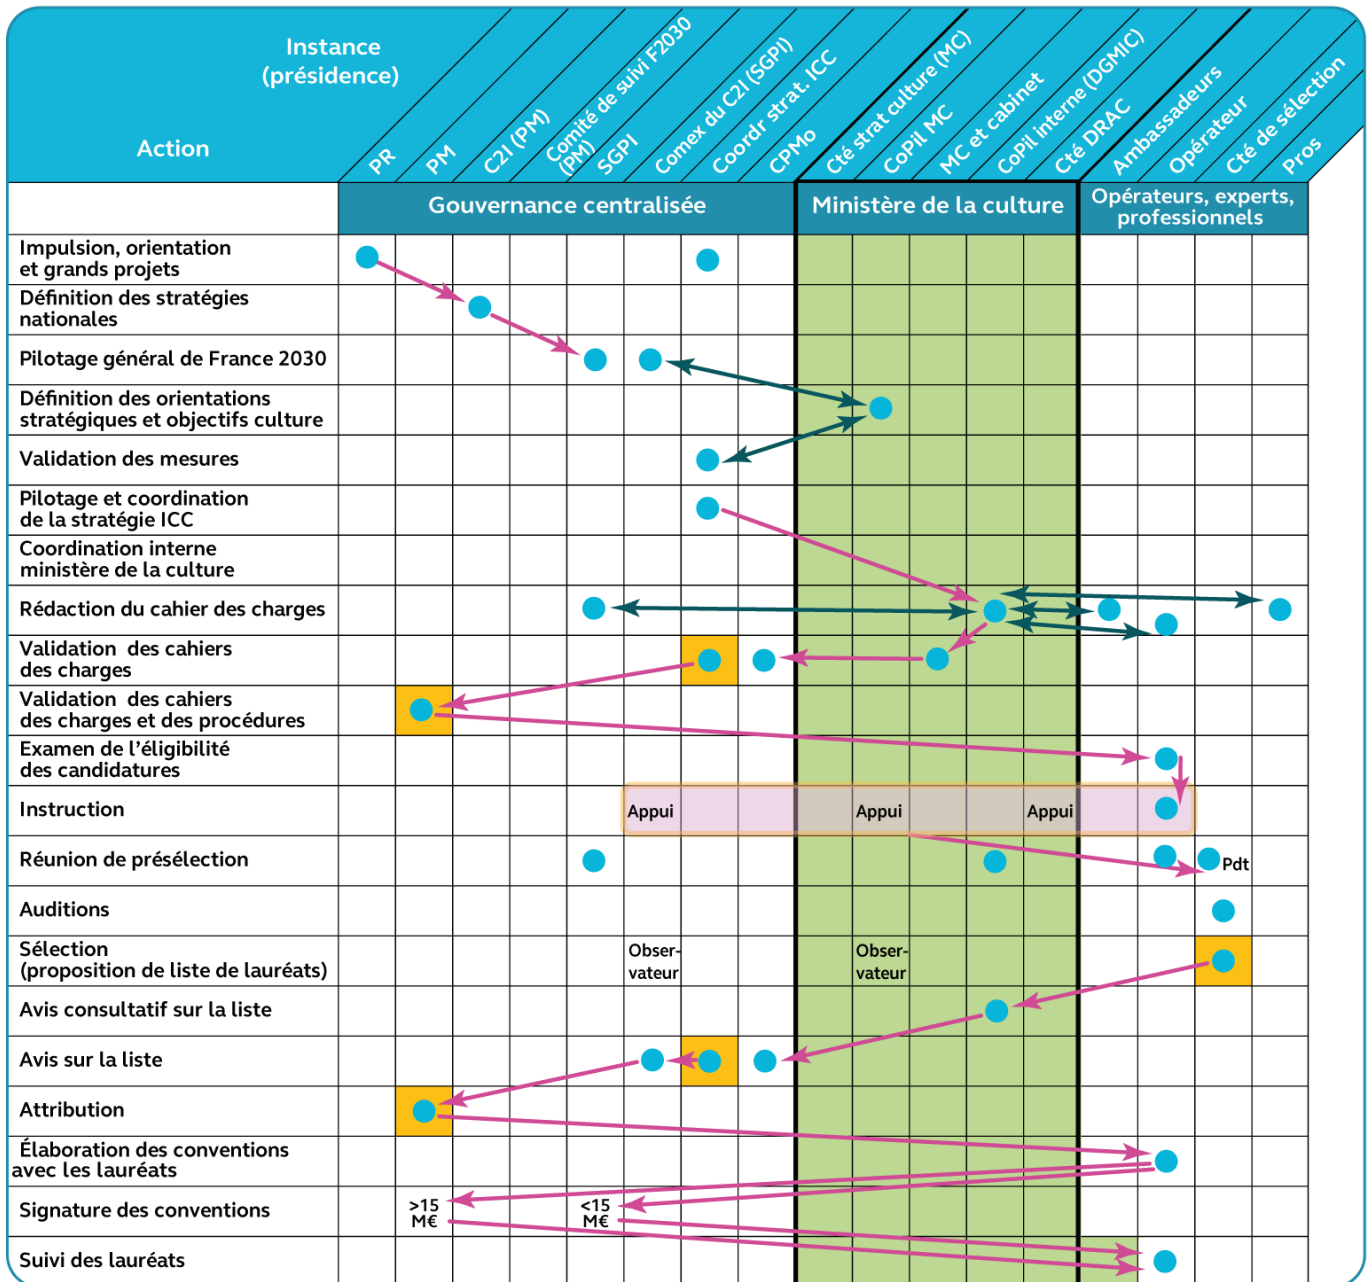 Instance
(présidence)
Action
PR
PM
C2I (PM)
Comité de suivi F2030
(PM)
SGPI
Comex du C2I (SGPI)
Coordr strat. ICC
CPMo
Cté strat culture (MC)
CoPil MC
MC et cabinet
CoPil interne (DGMIC)
Cté DRAC
Ambassadeurs
Opérateur
Cté de sélection
Pros
Gouvernance centralisée
Ministère de la culture
Opérateurs, experts,
professionnels
Impulsion, orientation
et grands projets
Définition des stratégies
nationales
Pilotage général de France 2030
Définition des orientations
stratégiques et objectifs culture
Validation des mesures
Pilotage et coordination
de la stratégie ICC
Coordination interne
ministère de la culture
Rédaction du cahier des charges
Validation des cahiers
des charges
Validation des cahiers
des charges et des procédures
Examen de l'éligibilité
des candidatures
Instruction
Appui
Appui
Appui
Réunion de présélection
Pdt
Auditions
Sélection
(proposition de liste de lauréats)
Obser-
vateur
Obser-
vateur
Avis consultatif sur la liste
Avis sur la liste
Attribution
Élaboration des conventions
avec les lauréats
Signature des conventions
>15
M€
<15
M€
Suivi des lauréats